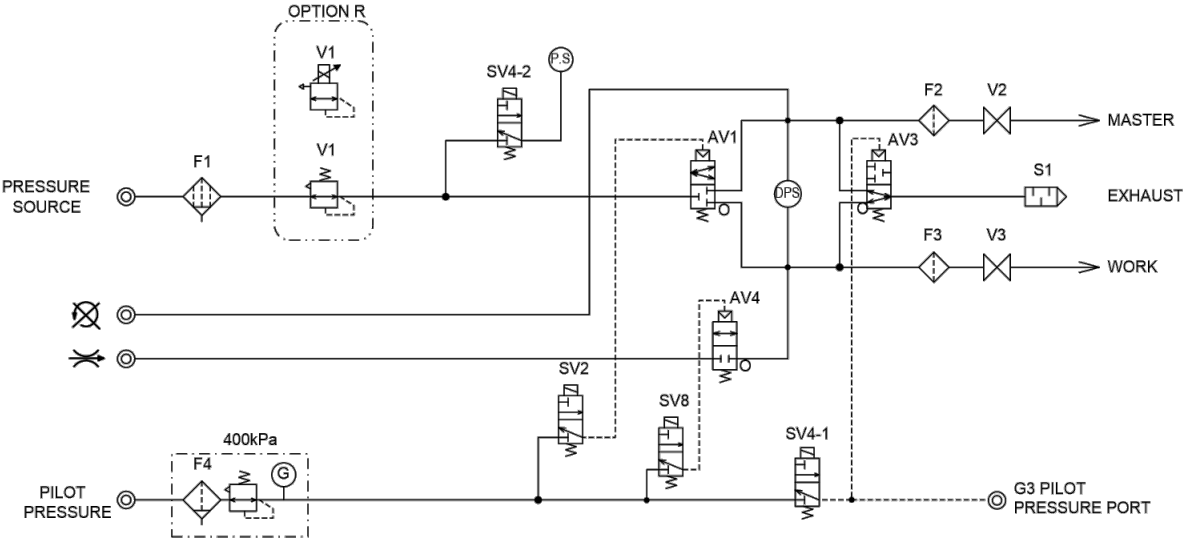 OPTION R
V1
SV4-2
P.S
F2
V2
MASTER
AV1
AV3
V1
F1
S1
PRESSURE
SOURCE
DPS
EXHAUST
F3
V3
WORK
AV4
SV2
SV8
SV4-1
400kPa
F4
G
PILOT
PRESSURE
G3 PILOT
PRESSURE PORT